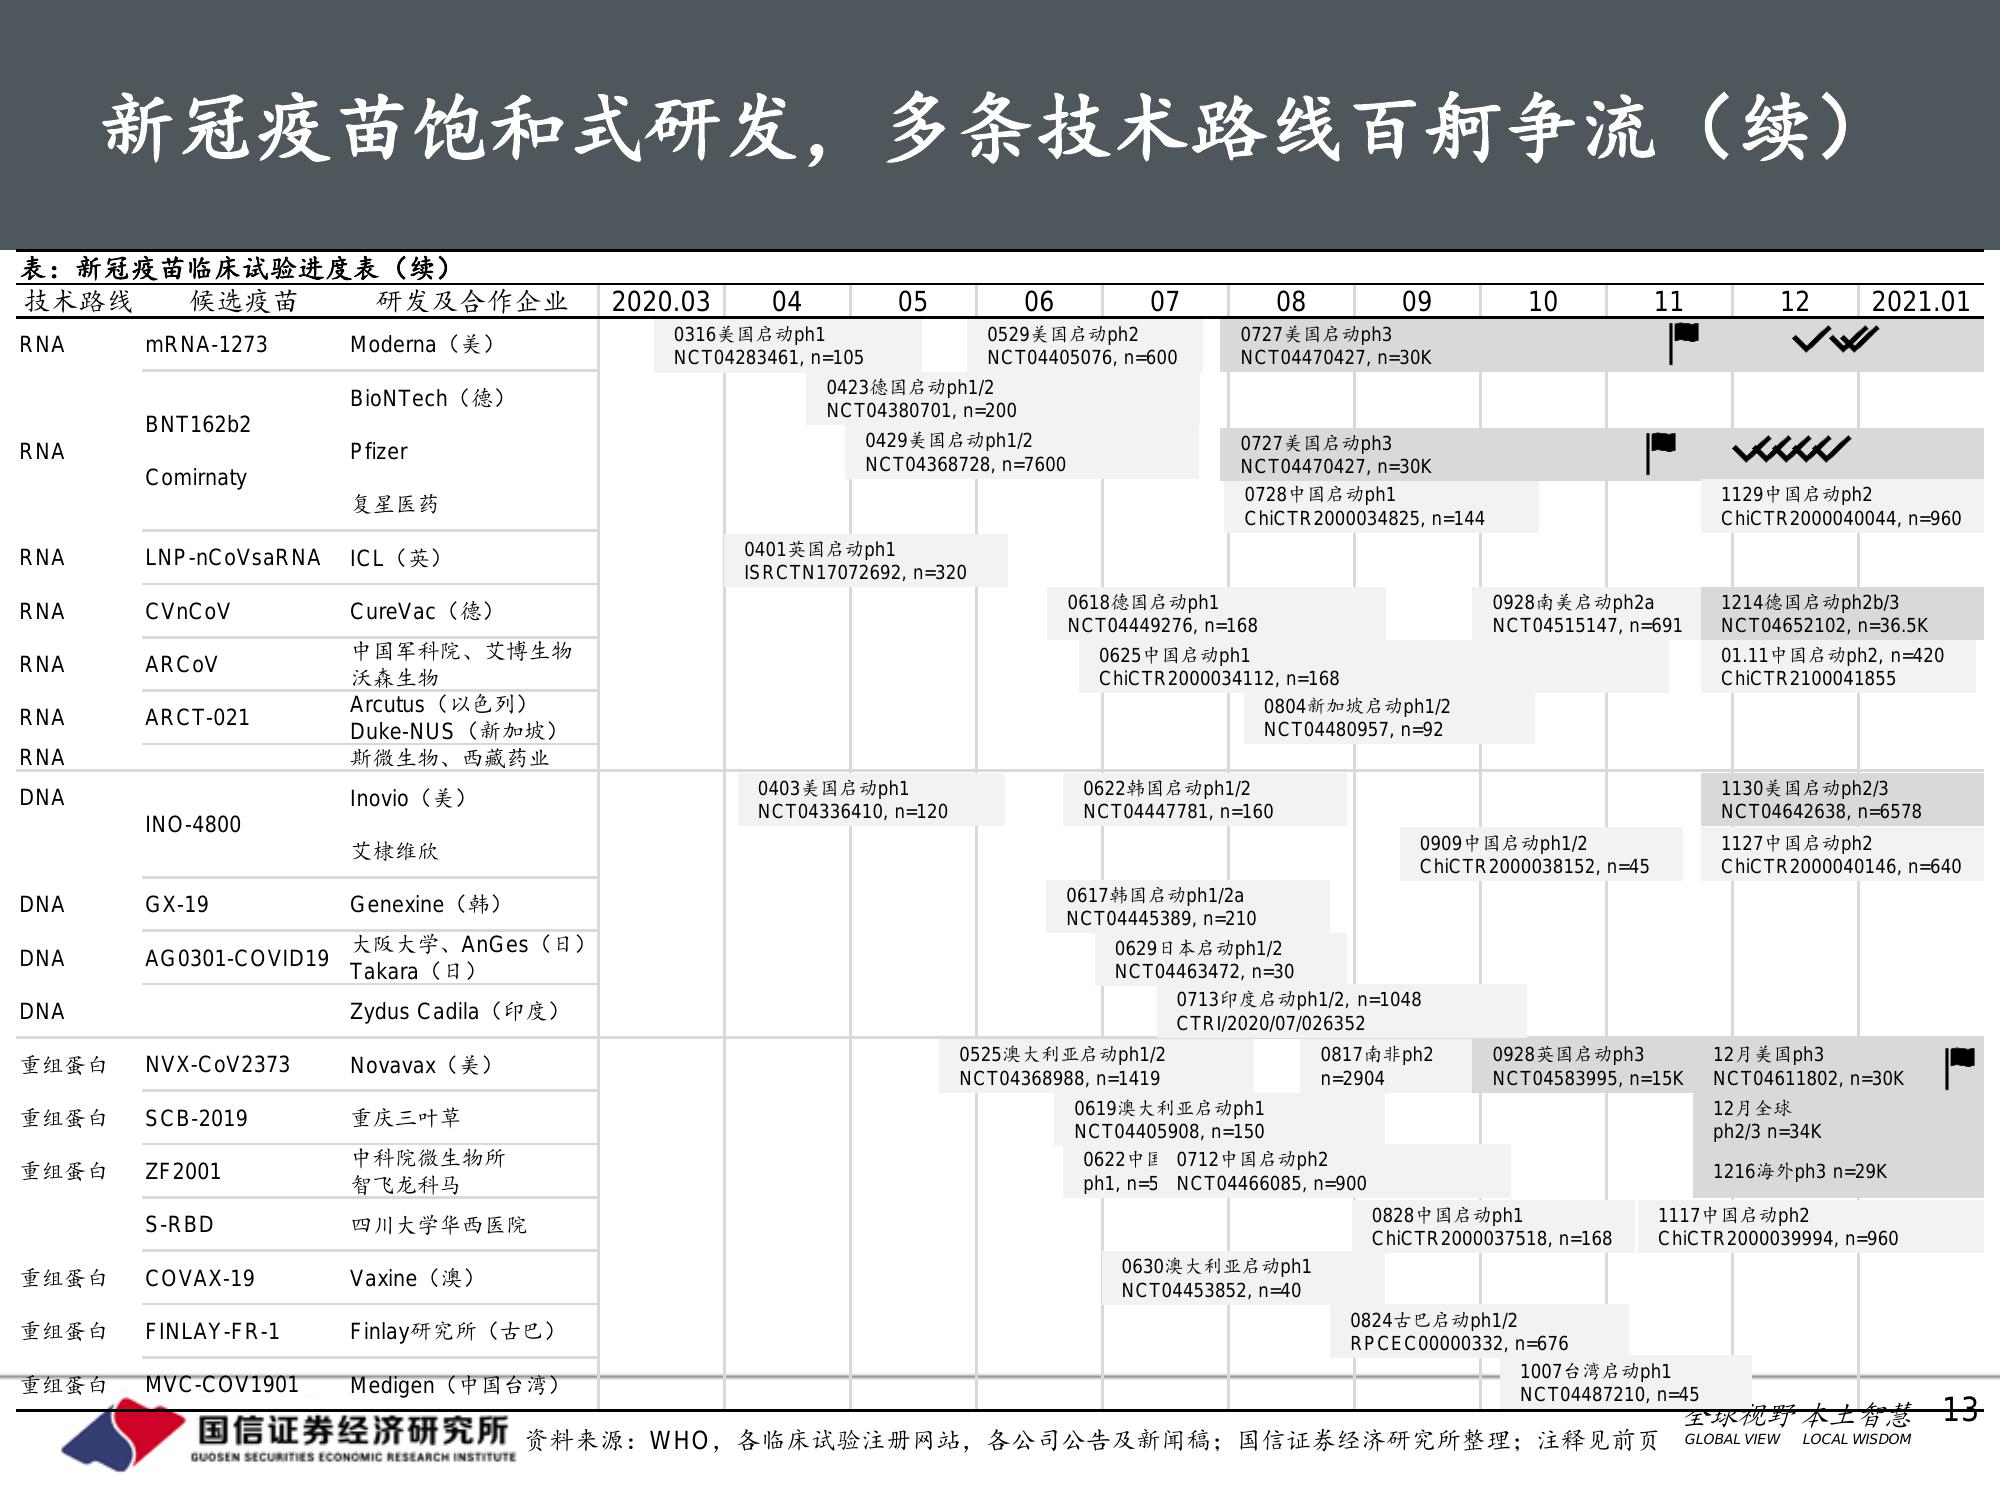 新冠疫苗饱和式研发，多条技术路线百舸争流（续）
表：新冠疫苗临床试验进度表（续）
技术路线 候选疫苗 研发及合作企业 2020.03 04 05 06 07 08 09 10 11 12 2021.01
RNA mRNA-1273 Moderna（美）
0316美国启动ph1
NCT04283461, n=105
0529美国启动ph2
NCT04405076, n=600
0727美国启动ph3
NCT04470427, n=30K
RNA
BNT162b2
Comirnaty
BioNTech（德）
0423德国启动ph1/2
NCT04380701, n=200
Pfizer
0429美国启动ph1/2
NCT04368728, n=7600
0727美国启动ph3
NCT04470427, n=30K
复星医药
0728中国启动ph1
ChiCTR2000034825, n=144
1129中国启动ph2
ChiCTR2000040044, n=960
RNA LNP-nCoVsaRNA ICL（英）
0401英国启动ph1
ISRCTN17072692, n=320
RNA CVnCoV CureVac（德）
0618德国启动ph1
NCT04449276, n=168
0928南美启动ph2a
NCT04515147, n=691
1214德国启动ph2b/3
NCT04652102, n=36.5K
RNA ARCoV
中国军科院、艾博生物
沃森生物
0625中国启动ph1
ChiCTR2000034112, n=168
01.11中国启动ph2, n=420
ChiCTR2100041855
RNA ARCT-021
Arcutus（以色列）
Duke-NUS（新加坡）
0804新加坡启动ph1/2
NCT04480957, n=92
RNA 斯微生物、西藏药业
DNA INO-4800
Inovio（美）
0403美国启动ph1
NCT04336410, n=120
0622韩国启动ph1/2
NCT04447781, n=160
1130美国启动ph2/3
NCT04642638, n=6578
艾棣维欣
0909中国启动ph1/2
ChiCTR2000038152, n=45
1127中国启动ph2
ChiCTR2000040146, n=640
DNA GX-19 Genexine（韩）
0617韩国启动ph1/2a
NCT04445389, n=210
DNA AG0301-COVID19
大阪大学、AnGes（日）
Takara（日）
0629日本启动ph1/2
NCT04463472, n=30
DNA Zydus Cadila（印度）
0713印度启动ph1/2, n=1048
CTRI/2020/07/026352
重组蛋白 NVX-CoV2373 Novavax（美）
0525澳大利亚启动ph1/2
NCT04368988, n=1419
0817南非ph2
n=2904
0928英国启动ph3
NCT04583995, n=15K
12月美国ph3
NCT04611802, n=30K
重组蛋白 SCB-2019 重庆三叶草
0619澳大利亚启动ph1
NCT04405908, n=150
12月全球
ph2/3 n=34K
重组蛋白 ZF2001
中科院微生物所
智飞龙科马
0622中国
ph1, n=5
0712中国启动ph2
NCT04466085, n=900
1216海外ph3 n=29K
S-RBD 四川大学华西医院
0828中国启动ph1
ChiCTR2000037518, n=168
1117中国启动ph2
ChiCTR2000039994, n=960
重组蛋白 COVAX-19 Vaxine（澳）
0630澳大利亚启动ph1
NCT04453852, n=40
重组蛋白 FINLAY-FR-1 Finlay研究所（古巴）
0824古巴启动ph1/2
RPCEC00000332, n=676
重组蛋白 MVC-COV1901 Medigen（中国台湾）
1007台湾启动ph1
NCT04487210, n=45
国信证券经济研究所
GUOSEN SECURITIES ECONOMIC RESEARCH INSTITUTE
资料来源：WHO，各临床试验注册网站，各公司公告及新闻稿；国信证券经济研究所整理；注释见前页
全球视野 本土智慧
GLOBAL VIEW LOCAL WISDOM
13